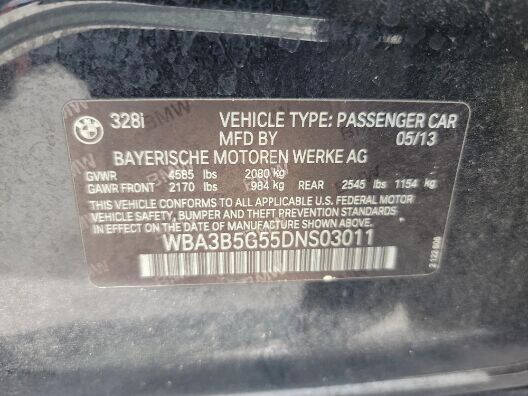 328i VEHICLE TYPE: PASSENGER CAR
MFD BY 05/13
BAYERISCHE MOTOREN WERKE AG
GVWR 4585 lbs 2080 kg
GAWR FRONT 2170 lbs 984 kg REAR 2545 lbs 1154 kg
THIS VEHICLE CONFORMS TO ALL APPLICABLE U.S. FEDERAL MOTOR
VEHICLE SAFETY, BUMPER AND THEFT PREVENTION STANDARDS
IN EFFECT ON THE DATE OF MANUFACTURE SHOWN ABOVE.
WBA3B5G55DNS03011